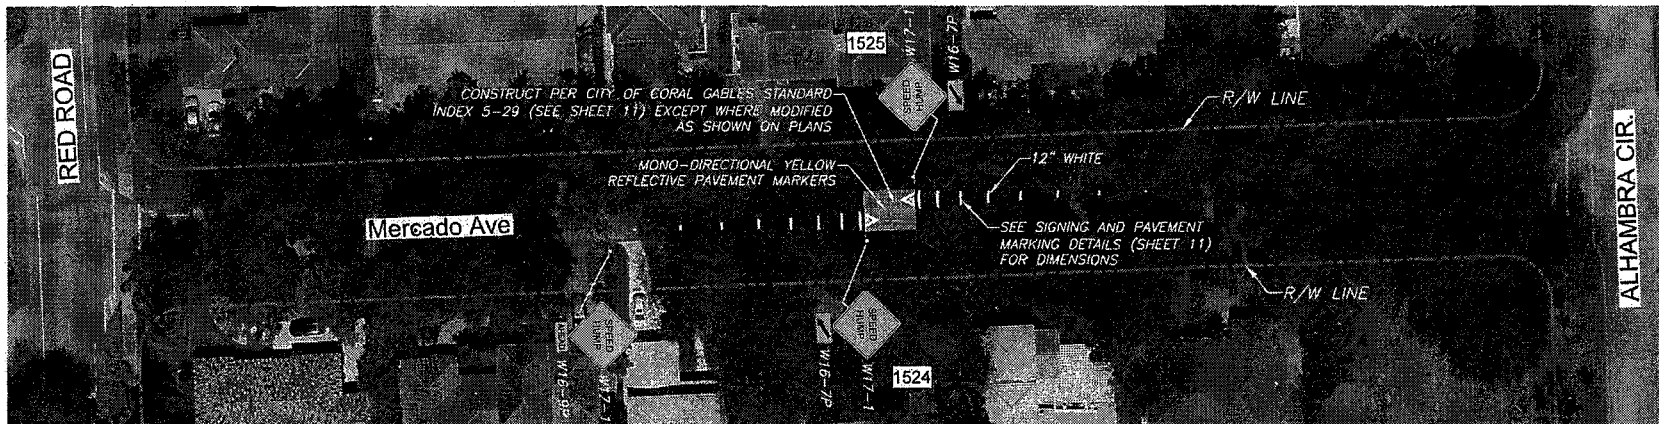 RED ROAD
1525
W17-1
W16-7P
SPEED
HUMP
CONSTRUCT PER CITY OF CORAL GABLES STANDARD
INDEX 5-29 (SEE SHEET 11) EXCEPT WHERE MODIFIED
AS SHOWN ON PLANS
R/W LINE
MONO-DIRECTIONAL YELLOW
REFLECTIVE PAVEMENT MARKERS
12" WHITE
Mercado Ave
SEE SIGNING AND PAVEMENT
MARKING DETAILS (SHEET 11)
FOR DIMENSIONS
R/W LINE
ALHAMBRA CIR.
SPEED
HUMP
W16-9P
W17-1
SPEED
HUMP
W16-7P
W17-1
1524